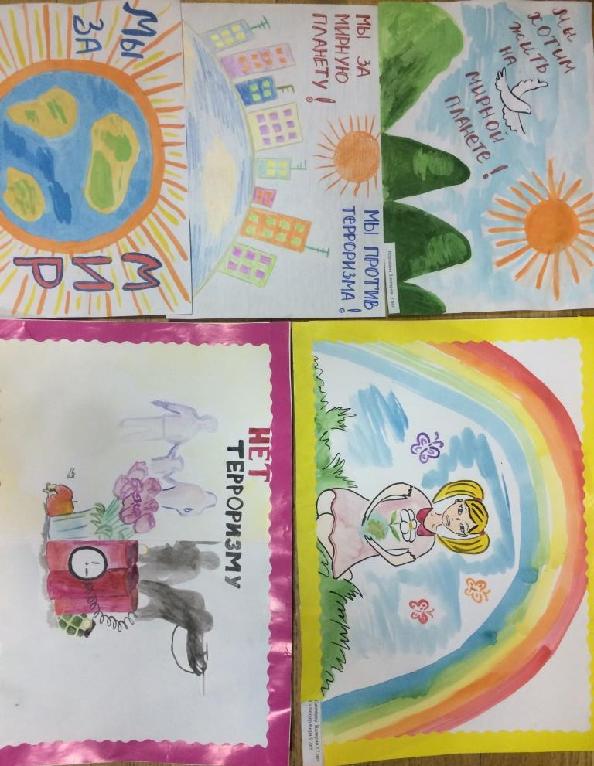 Мы
хотим
жить
на
мирной
планете!
Мы за
мирную
планету!
Мы против
терроризма!
Мы
за
МИР
НЕТ
ТЕРРОРИЗМУ